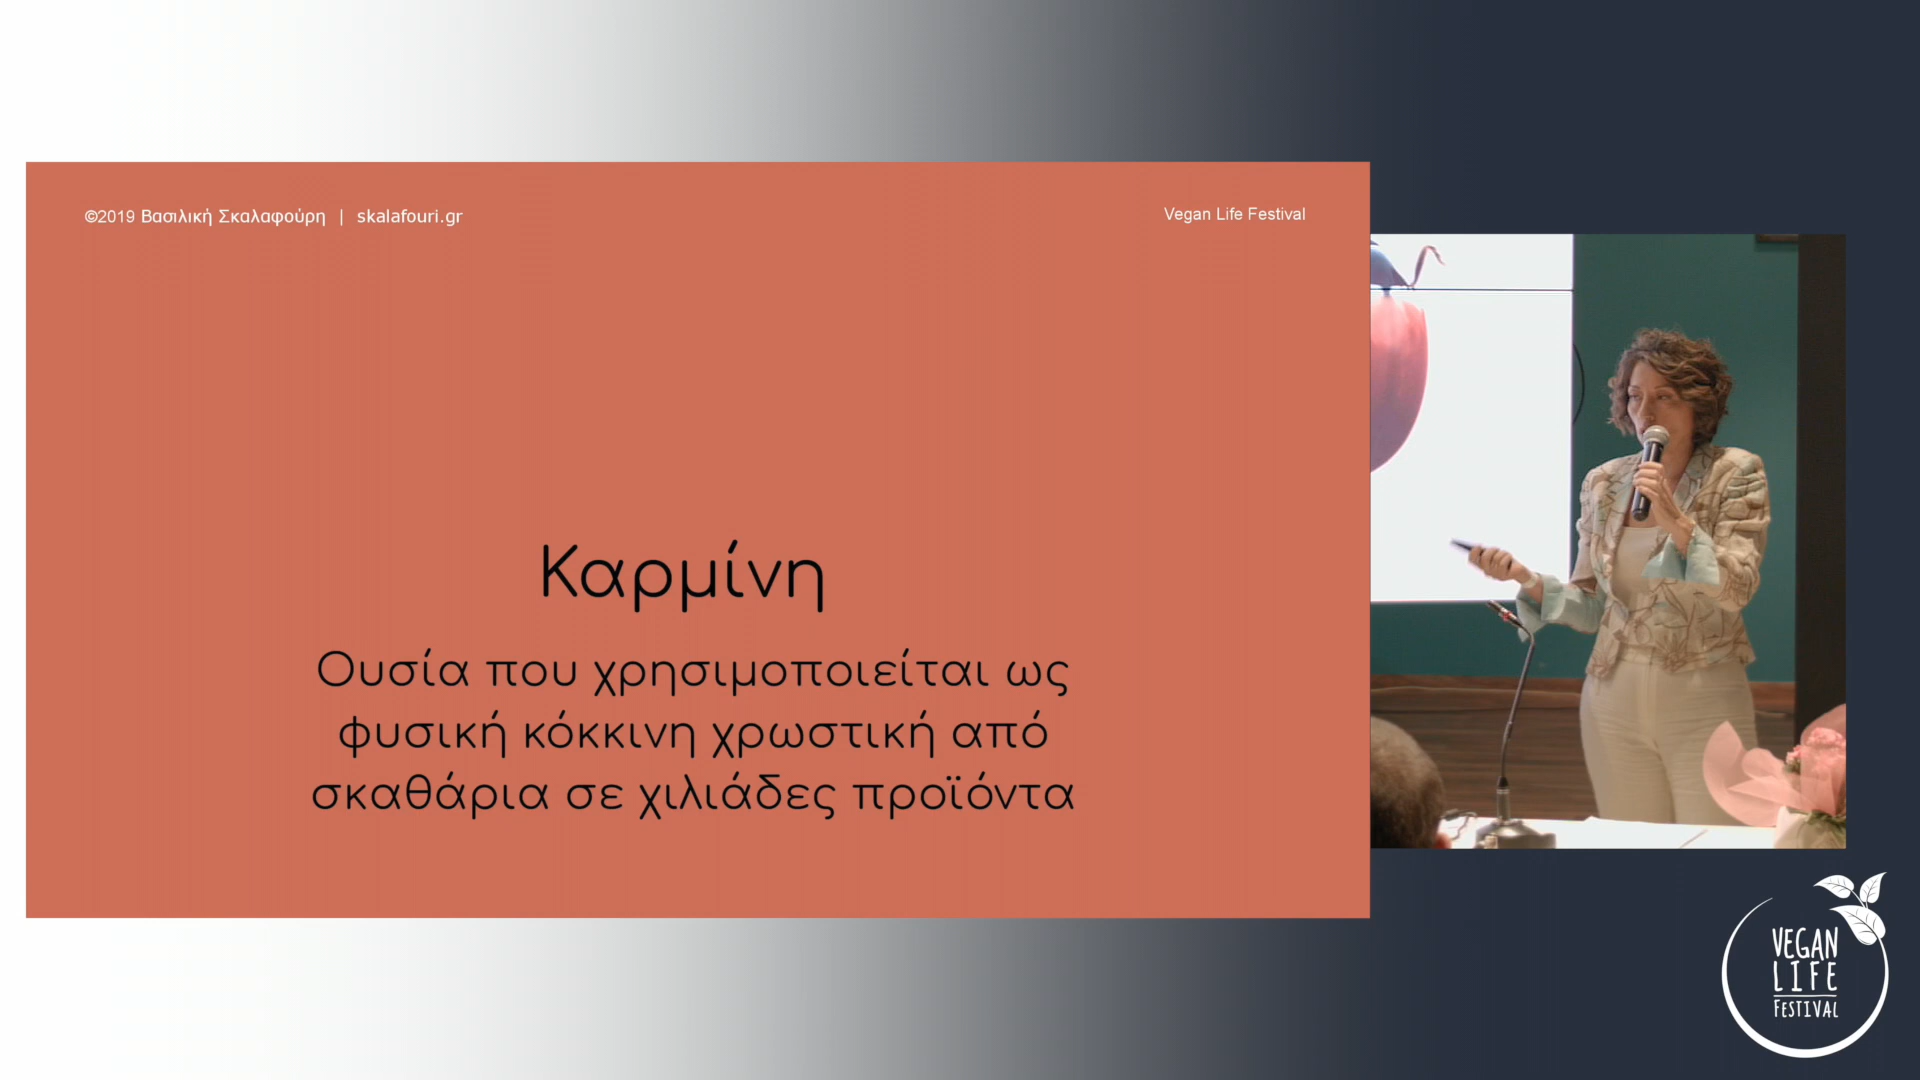 ©2019 Βασιλική Σκαλαφούρη | skalafouri.gr
Vegan Life Festival
Καρμίνη
Ουσία που χρησιμοποιείται ως
φυσική κόκκινη χρωστική από
σκαθάρια σε χιλιάδες προϊόντα
VEGAN
LIFE
FESTIVAL